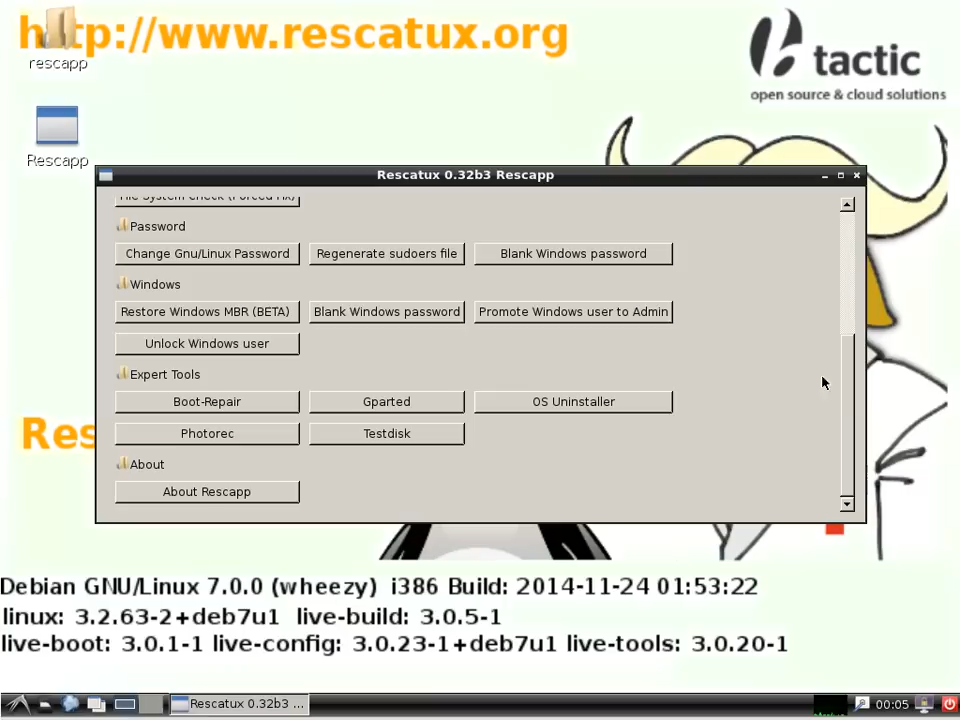 http://www.rescatux.org
tactic
open source & cloud solutions
rescapp
Rescapp
Rescatux 0.32b3 Rescapp
File System Check (Forced Fix)
Password
Change Gnu/Linux Password
Regenerate sudoers file
Blank Windows password
Windows
Restore Windows MBR (BETA)
Blank Windows password
Promote Windows user to Admin
Unlock Windows user
Expert Tools
Boot-Repair
Gparted
OS Uninstaller
Photorec
Testdisk
About
About Rescapp
Res
Debian GNU/Linux 7.0.0 (wheezy) i386 Build: 2014-11-24 01:53:22
linux: 3.2.63-2+deb7u1 live-build: 3.0.5-1
live-boot: 3.0.1-1 live-config: 3.0.23-1+deb7u1 live-tools: 3.0.20-1
Rescatux 0.32b3 ...
00:05